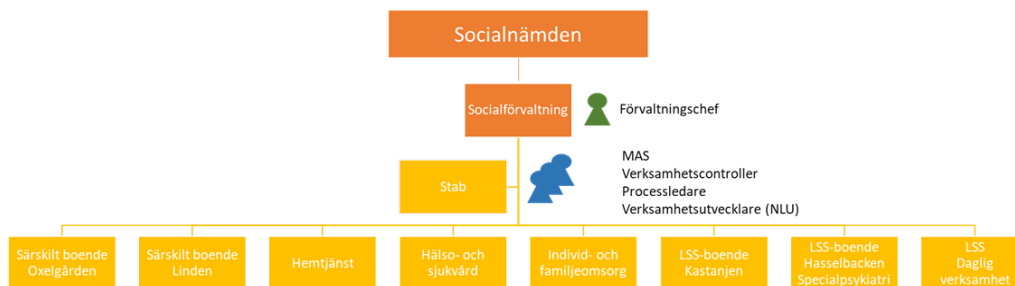 Socialnämden
Socialförvaltning
Förvaltningschef
Stab
MAS
Verksamhetscontroller
Processledare
Verksamhetsutvecklare (NLU)
Särskilt boende
Oxelgården
Särskilt boende
Linden
Hemtjänst
Hälso- och
sjukvård
Individ- och
familjeomsorg
LSS-boende
Kastanjen
LSS-boende
Hasselbacken
Specialpsykiatri
LSS
Daglig
verksamhet